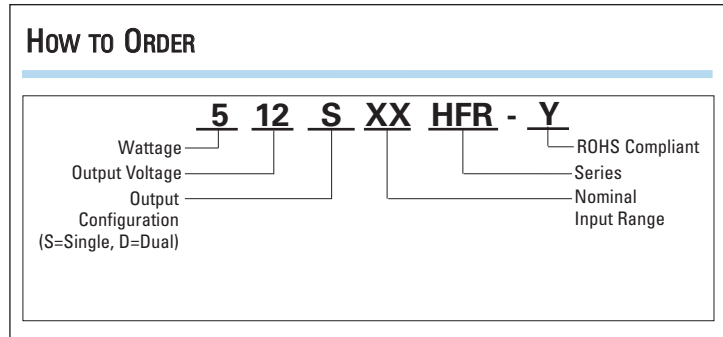 HOW TO ORDER
5 12 S XX HFR - Y
Wattage
Output Voltage
Output
Configuration
(S=Single, D=Dual)
ROHS Compliant
Series
Nominal
Input Range